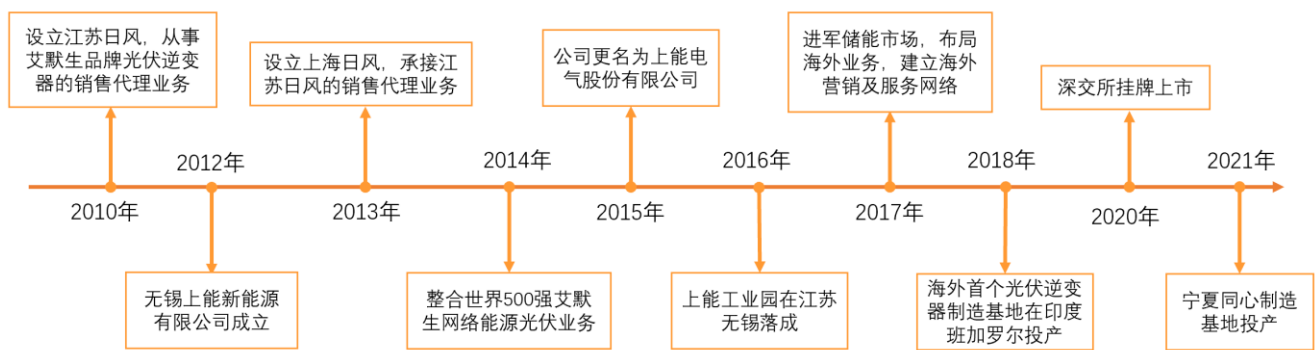 设立江苏日风，从事
艾默生品牌光伏逆变
器的销售代理业务
设立上海日风，承接江
苏日风的销售代理业务
公司更名为上能电
气股份有限公司
进军储能市场，布局
海外业务，建立海外
营销及服务网络
深交所挂牌上市
2012年
2014年
2016年
2018年
2021年
2010年
2013年
2015年
2017年
2020年
无锡上能新能源
有限公司成立
整合世界500强艾默
生网络能源光伏业务
上能工业园在江苏
无锡落成
海外首个光伏逆变
器制造基地在印度
班加罗尔投产
宁夏同心制造
基地投产